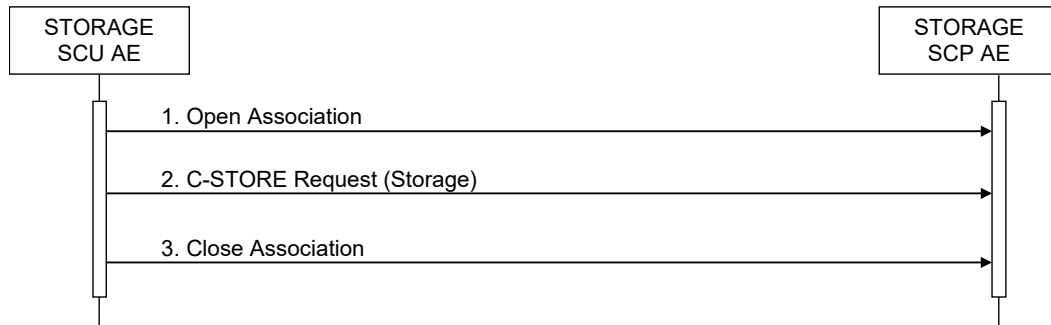 STORAGE
SCU AE
STORAGE
SCP AE
1. Open Association
2. C-STORE Request (Storage)
3. Close Association